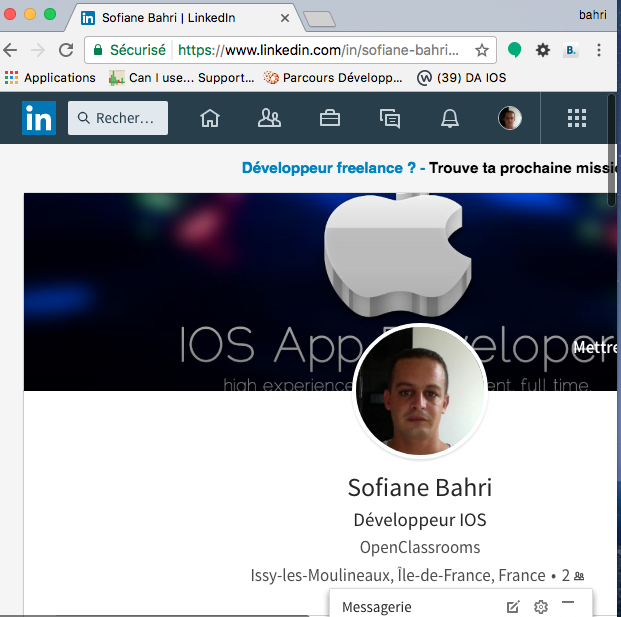 Sofiane Bahri | LinkedIn
bahri
Sécurisé https://www.linkedin.com/in/sofiane-bahri...
B.
Applications Can I use... Support... Parcours Développ... (39) DA IOS
in Recher...
Développeur freelance ? - Trouve ta prochaine missi
IOS App
eloper
Mettre
high experience
ent, full time.
Sofiane Bahri
Développeur IOS
OpenClassrooms
Issy-les-Moulineaux, Île-de-France, France • 2
Messagerie